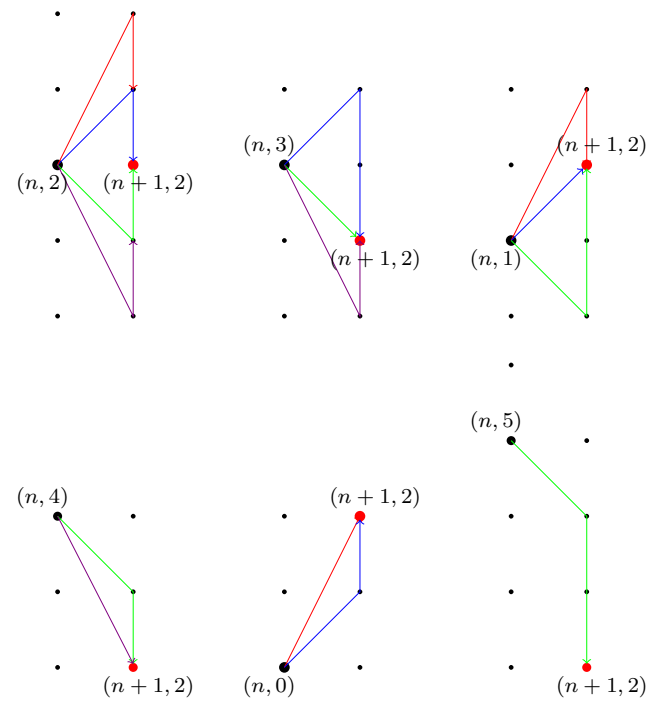 (n, 2)
(n + 1, 2)
(n, 3)
(n + 1, 2)
(n + 1, 2)
(n, 1)
(n, 4)
(n + 1, 2)
(n + 1, 2)
(n, 0)
(n, 5)
(n + 1, 2)